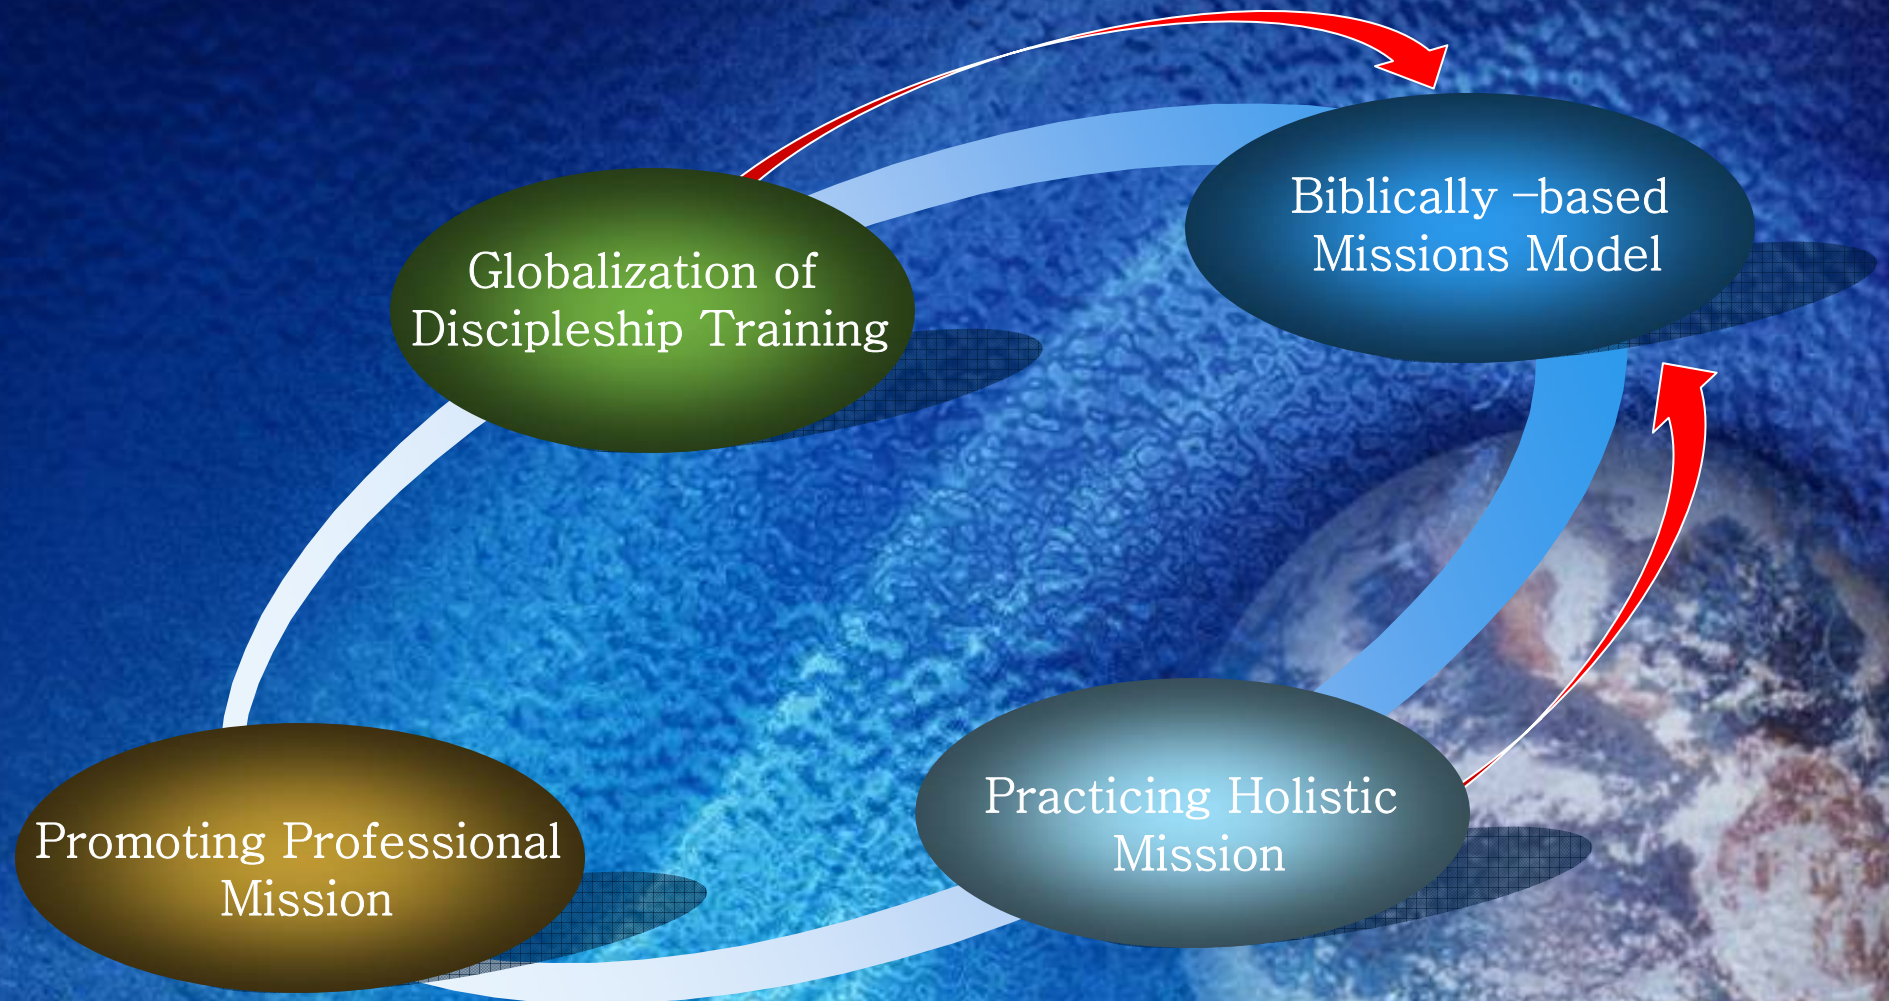 Globalization of
Discipleship Training
Biblically –based
Missions Model
Promoting Professional
Mission
Practicing Holistic
Mission